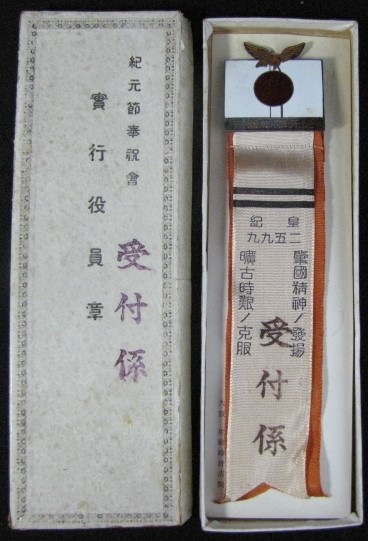 紀元節奉祝會
實行役員章
受付係
皇紀
二五九九
肇國精神ノ發揚
曠古時艱ノ克服
受付係